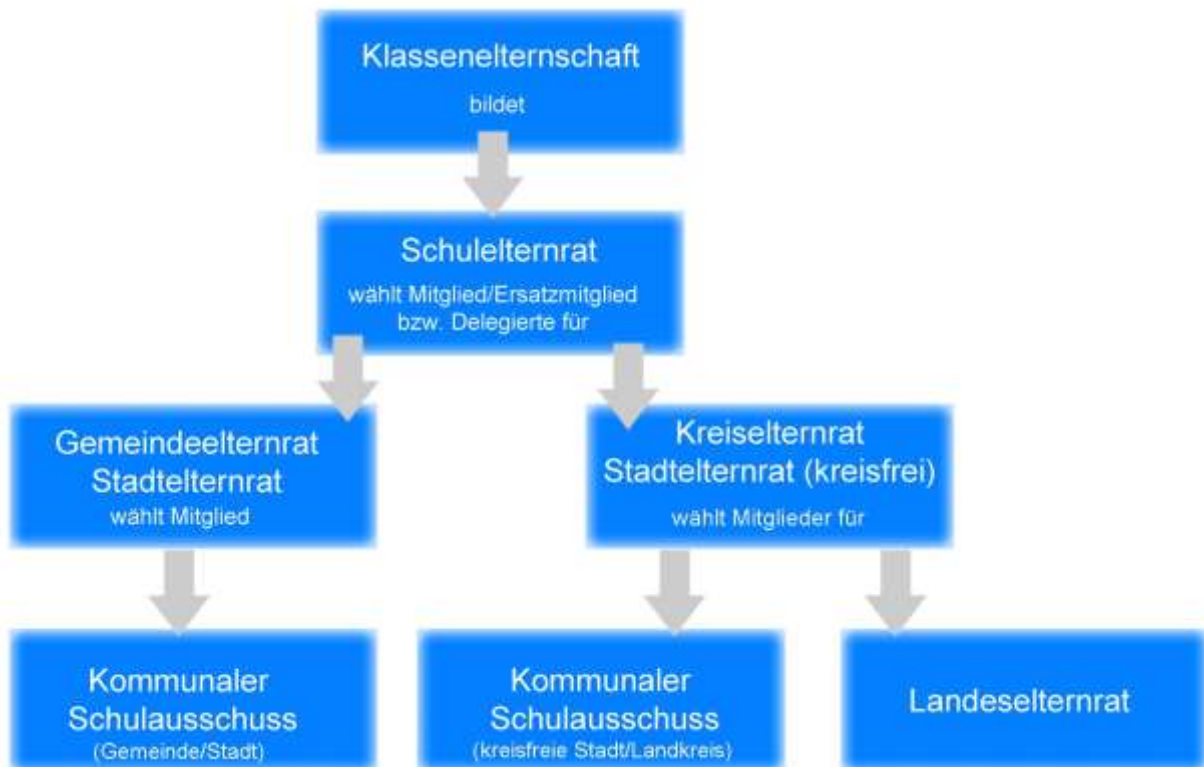 Klassenelternschaft
bildet
Schulelternrat
wählt Mitglied/Ersatzmitglied
bzw. Delegierte für
Gemeindeelternrat
Stadtelternrat
wählt Mitglied
Kreiselternrat
Stadtelternrat (kreisfrei)
wählt Mitglieder für
Kommunaler
Schulausschuss
(Gemeinde/Stadt)
Kommunaler
Schulausschuss
(kreisfreie Stadt/Landkreis)
Landeselternrat